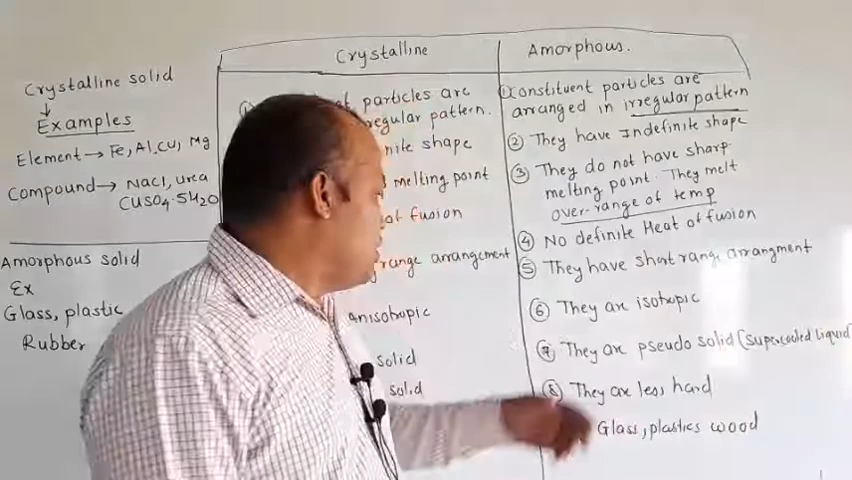 Crystalline solid
↓
Examples
Element → Fe, Al, Cu, Mg
Compound → NaCl, urea
CuSO4·5H2O
Amorphous solid
Ex
Glass, plastic
Rubber
Crystalline
particles are
regular pattern.
shape
melting point
of fusion
range arrangement
Anisotropic
solid
solid
Amorphous.
① Constituent particles are
arranged in irregular pattern
② They have Indefinite shape
③ They do not have sharp
melting point. They melt
over range of temp
④ No definite Heat of fusion
⑤ They have short range arrangment
⑥ They are isotropic
⑦ They are pseudo solid (supercooled liquid
⑧ They are less hard
Glass, plastics wood